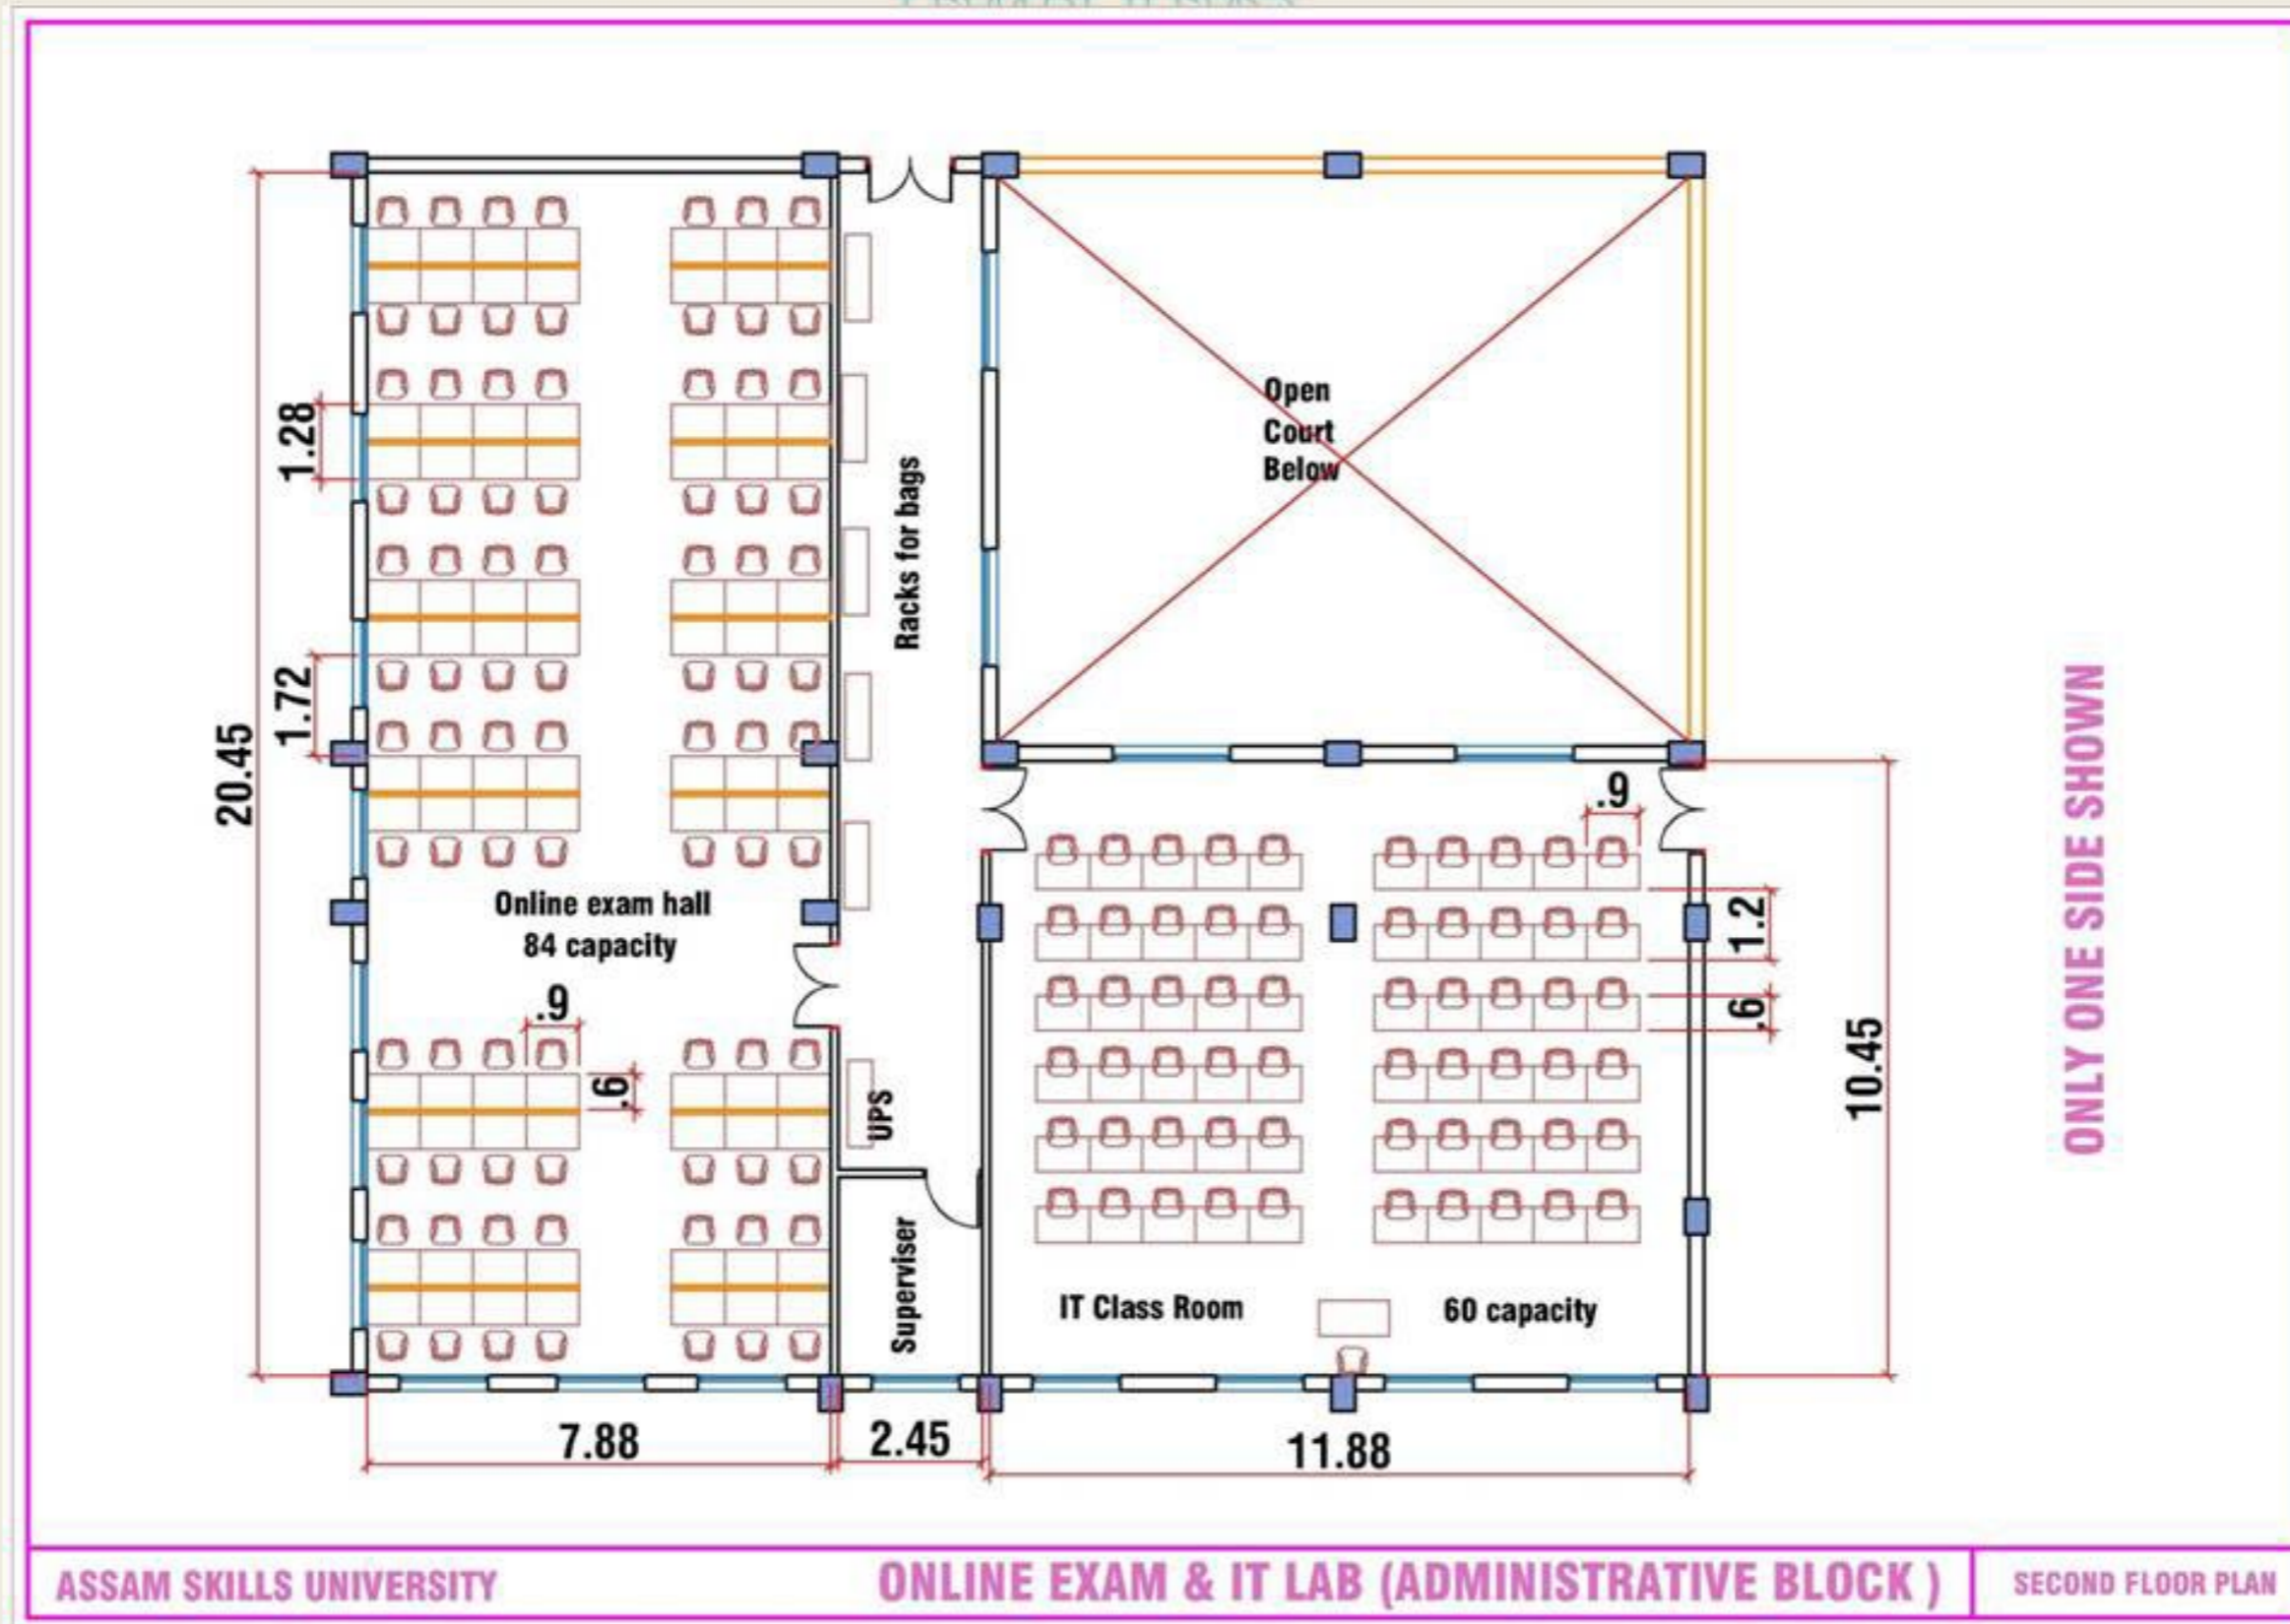 Open
Court
Below
1.28
Racks for bags
1.72
20.45
.9
ONLY ONE SIDE SHOWN
Online exam hall
84 capacity
1.2
.9
.6
.6
10.45
UPS
Superviser
IT Class Room
60 capacity
7.88
2.45
11.88
ASSAM SKILLS UNIVERSITY
ONLINE EXAM & IT LAB (ADMINISTRATIVE BLOCK )
SECOND FLOOR PLAN